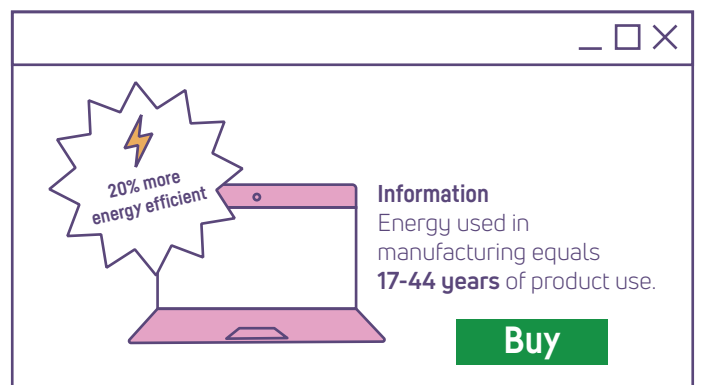 20% more
energy efficient
Information
Energy used in
manufacturing equals
17-44 years of product use.
Buy